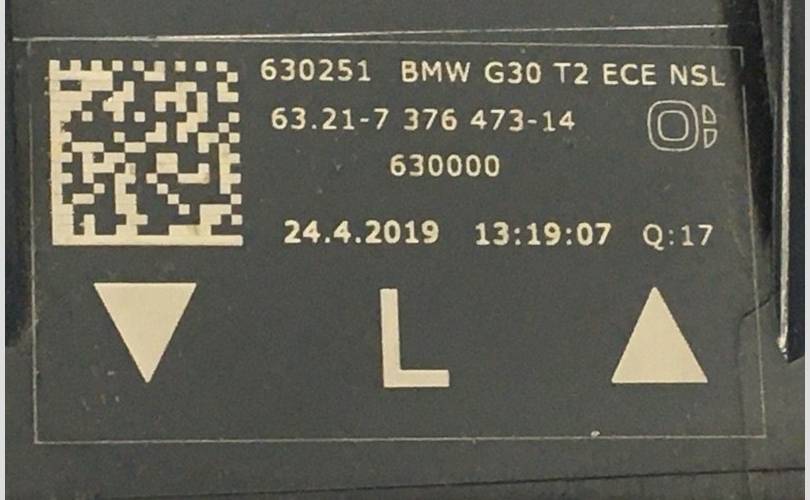 630251 BMW G30 T2 ECE NSL
63.21-7 376 473-14
630000
24.4.2019 13:19:07 Q:17
L